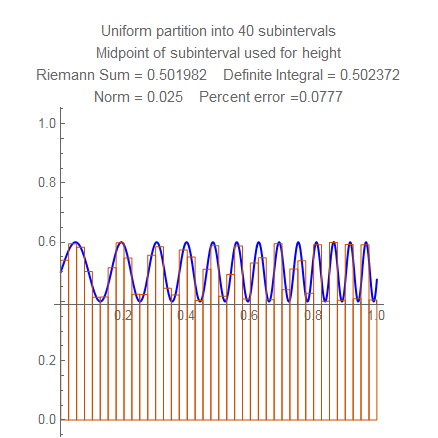 Uniform partition into 40 subintervals
Midpoint of subinterval used for height
Riemann Sum = 0.501982 Definite Integral = 0.502372
Norm = 0.025 Percent error =0.0777
1.0
0.8
0.6
0.2 0.4 0.6 0.8 1.0
0.2
0.0